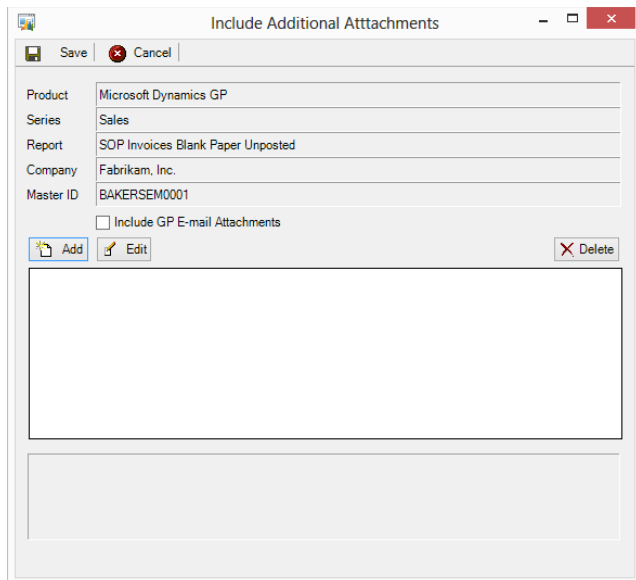 Include Additional Atttachments
Save Cancel
Product Microsoft Dynamics GP
Series Sales
Report SOP Invoices Blank Paper Unposted
Company Fabrikam, Inc.
Master ID BAKERSEM0001
Include GP E-mail Attachments
Add Edit Delete